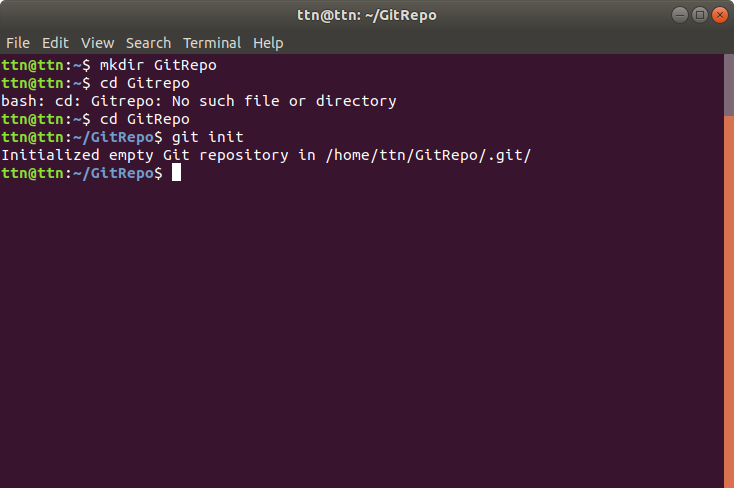 ttn@ttn: ~/GitRepo
File Edit View Search Terminal Help
ttn@ttn:~$ mkdir GitRepo
ttn@ttn:~$ cd Gitrepo
bash: cd: Gitrepo: No such file or directory
ttn@ttn:~$ cd GitRepo
ttn@ttn:~/GitRepo$ git init
Initialized empty Git repository in /home/ttn/GitRepo/.git/
ttn@ttn:~/GitRepo$